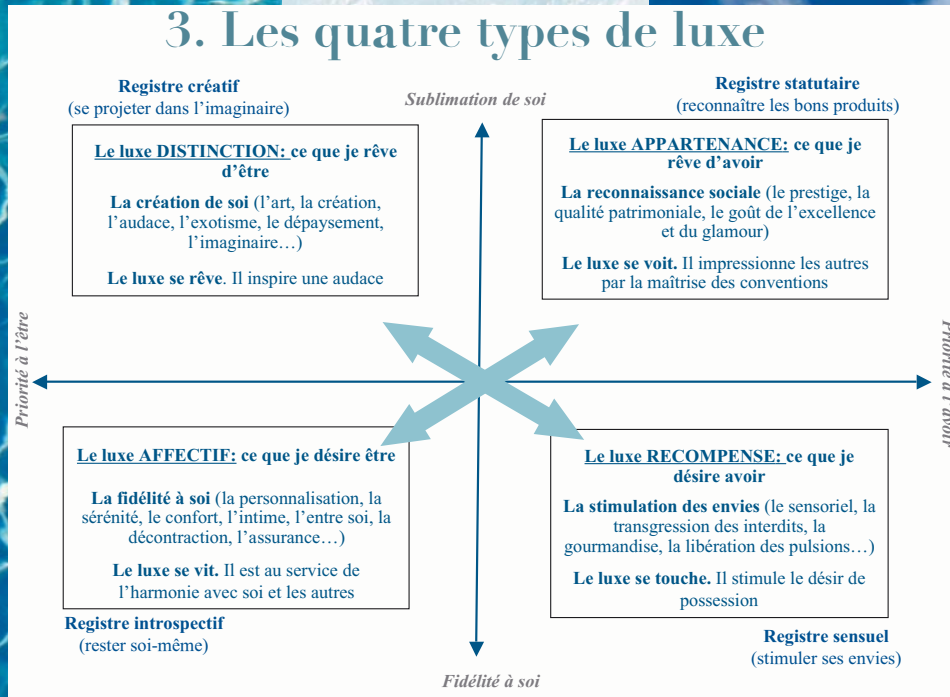 3. Les quatre types de luxe
Registre créatif
(se projeter dans l’imaginaire)
Sublimation de soi
Registre statutaire
(reconnaître les bons produits)
Le luxe DISTINCTION: ce que je rêve
d’être
La création de soi (l’art, la création,
l’audace, l’exotisme, le dépaysement,
l’imaginaire…)
Le luxe se rêve. Il inspire une audace
Le luxe APPARTENANCE: ce que je
rêve d’avoir
La reconnaissance sociale (le prestige, la
qualité patrimoniale, le goût de l’excellence
et du glamour)
Le luxe se voit. Il impressionne les autres
par la maîtrise des conventions
Priorité à l’être
Priorité à l’avoir
Le luxe AFFECTIF: ce que je désire être
La fidélité à soi (la personnalisation, la
sérénité, le confort, l’intime, l’entre soi, la
décontraction, l’assurance…)
Le luxe se vit. Il est au service de
l’harmonie avec soi et les autres
Registre introspectif
(rester soi-même)
Le luxe RECOMPENSE: ce que je
désire avoir
La stimulation des envies (le sensoriel, la
transgression des interdits, la
gourmandise, la libération des pulsions…)
Le luxe se touche. Il stimule le désir de
possession
Registre sensuel
(stimuler ses envies)
Fidélité à soi